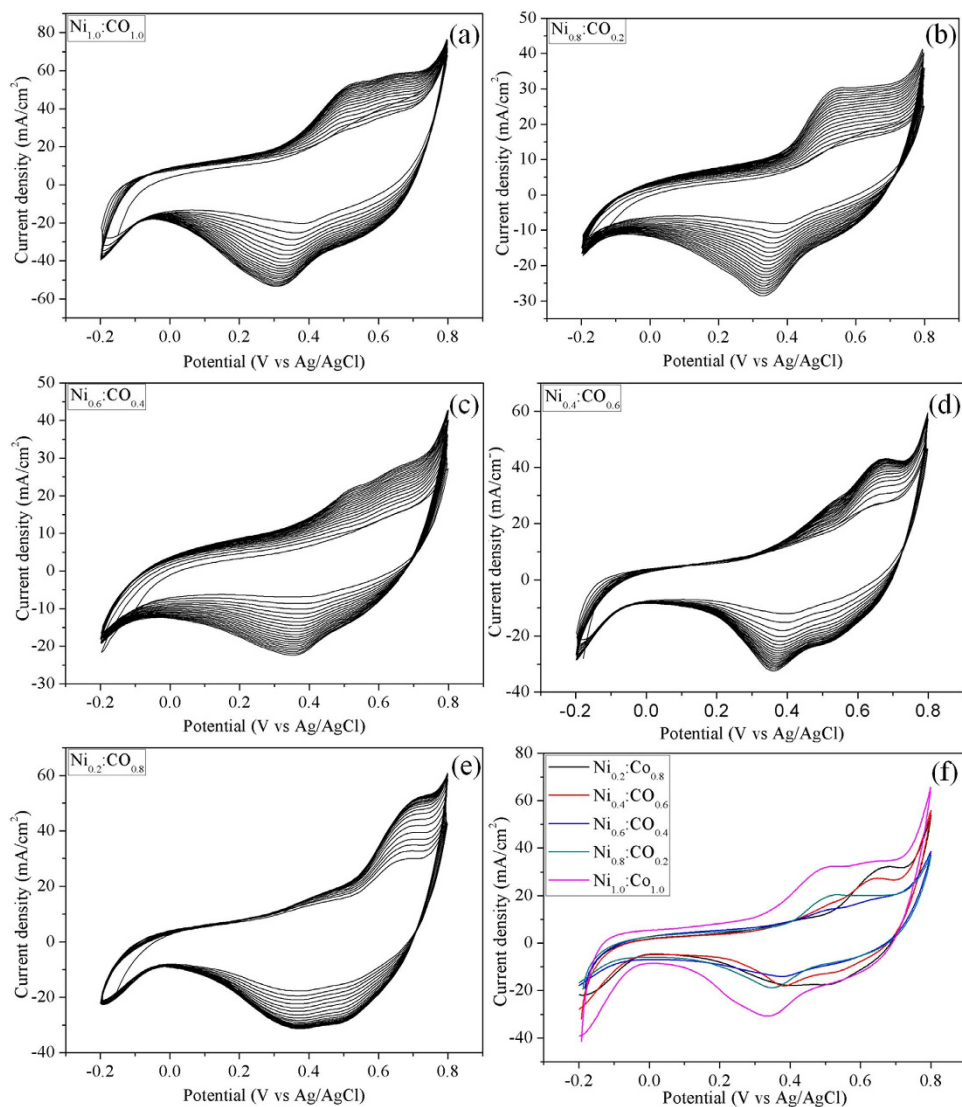 Ni1.0:CO1.0
(a)
80
60
40
20
0
-20
-40
-60
Current density (mA/cm2)
-0.2 0.0 0.2 0.4 0.6 0.8
Potential (V vs Ag/AgCl)
Ni0.8:CO0.2
(b)
50
40
30
20
10
0
-10
-20
-30
Current density (mA/cm2)
-0.2 0.0 0.2 0.4 0.6 0.8
Potential (V vs Ag/AgCl)
Ni0.6:CO0.4
(c)
50
40
30
20
10
0
-10
-20
-30
Current density (mA/cm2)
-0.2 0.0 0.2 0.4 0.6 0.8
Potential (V vs Ag/AgCl)
Ni0.4:CO0.6
(d)
60
40
20
0
-20
-40
Current density (mA/cm-)
-0.2 0.0 0.2 0.4 0.6 0.8
Potential (V vs Ag/AgCl)
Ni0.2:CO0.8
(e)
60
40
20
0
-20
-40
Current density (mA/cm2)
-0.2 0.0 0.2 0.4 0.6 0.8
Potential (V vs Ag/AgCl)
(f)
Ni0.2:Co0.8
Ni0.4:CO0.6
Ni0.6:CO0.4
Ni0.8:CO0.2
Ni1.0:Co1.0
80
60
40
20
0
-20
-40
Current density (mA/cm2)
-0.2 0.0 0.2 0.4 0.6 0.8
Potential (V vs Ag/AgCl)